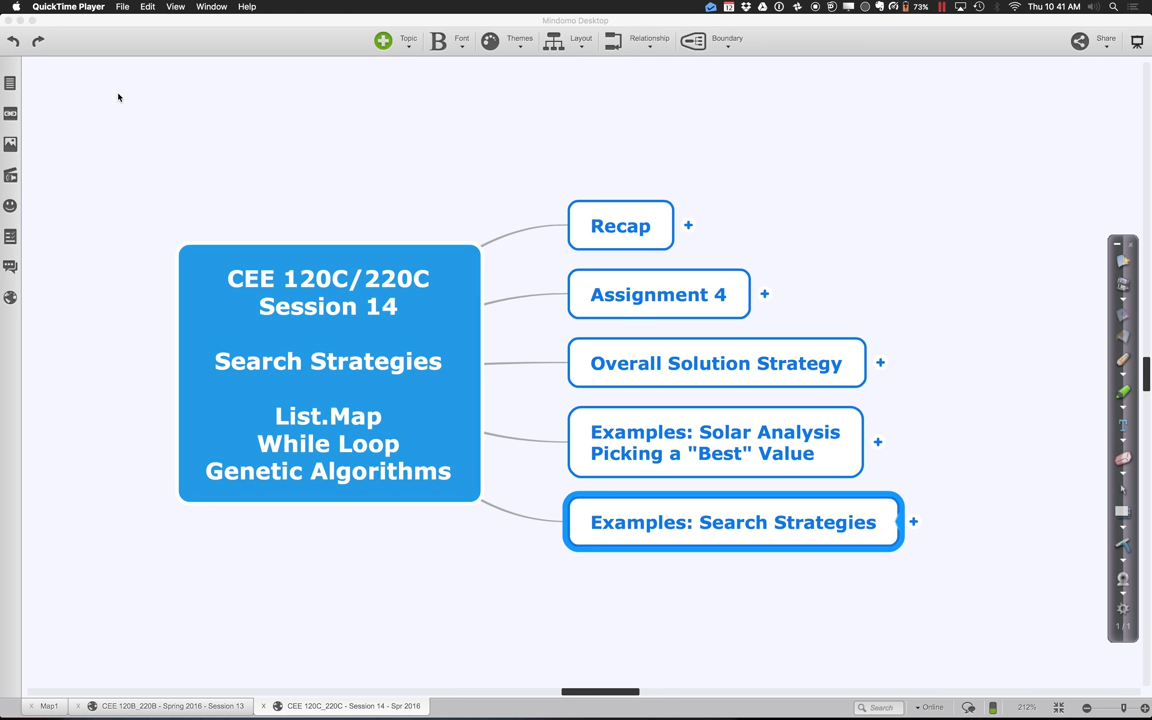 QuickTime Player File Edit View Window Help 73% Thu 10 41 AM
Mindomo Desktop
Topic Font Themes Layout Relationship Boundary Share
CEE 120C/220C
Session 14
Search Strategies
List.Map
While Loop
Genetic Algorithms
Recap +
Assignment 4 +
Overall Solution Strategy +
Examples: Solar Analysis
Picking a "Best" Value +
Examples: Search Strategies +
1 / 1
x Map1 x CEE 120B_220B - Spring 2016 - Session 13 x CEE 120C_220C - Session 14 - Spr 2016 Search Online 212%